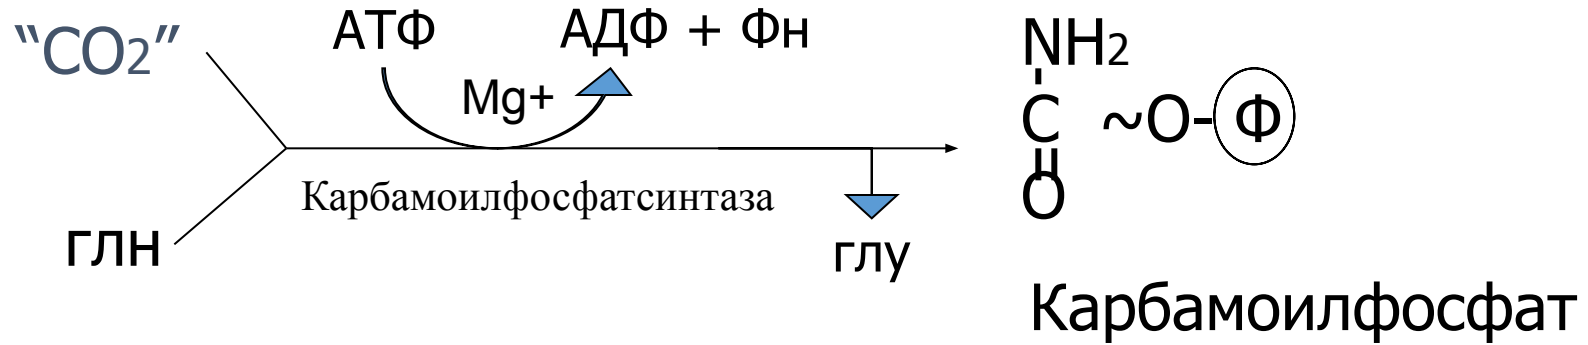 “CO2”
АТФ
АДФ + Фн
Mg+
Карбамоилфосфатсинтаза
глн
глу
NH2
C ~O-Ф
O
Карбамоилфосфат